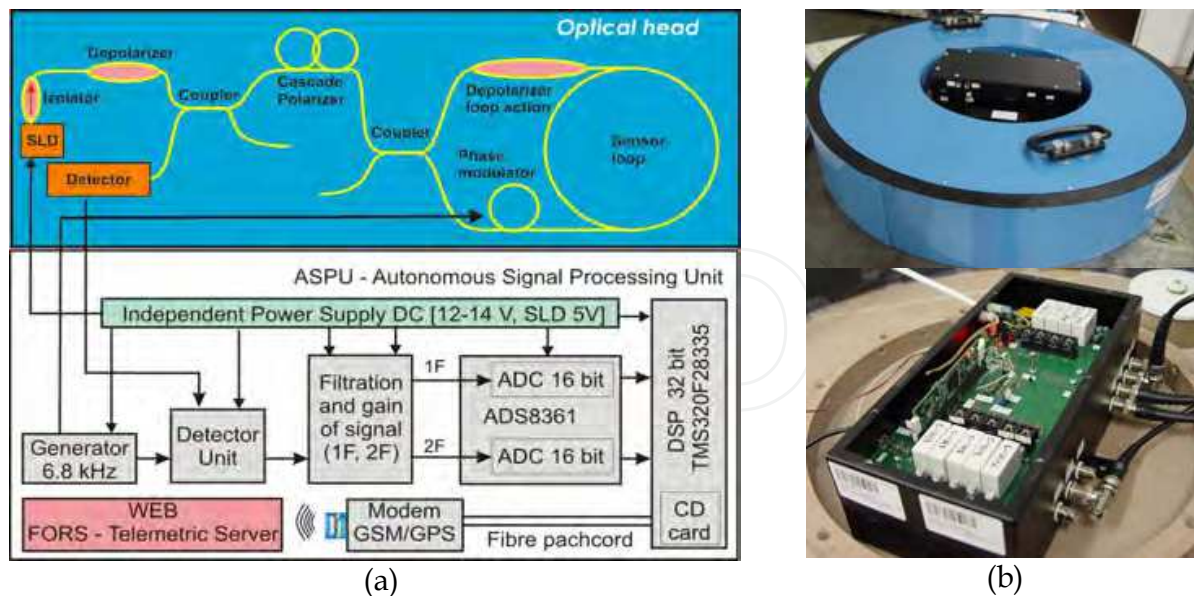 Optical head
Depolarizer
Izolator
SLD
Coupler
Cascade
Polarizer
Detector
Coupler
Depolarizer
loop action
Phase
modulator
Sensor
loop
ASPU - Autonomous Signal Processing Unit
Independent Power Supply DC [12-14 V, SLD 5V]
Generator
6.8 kHz
Detector
Unit
Filtration
and gain
of signal
(1F, 2F)
1F
2F
ADC 16 bit
ADS8361
ADC 16 bit
DSP 32 bit
TMS320F28335
CD
card
WEB
FORS - Telemetric Server
Modem
GSM/GPS
Fibre pachcord
(a)
(b)